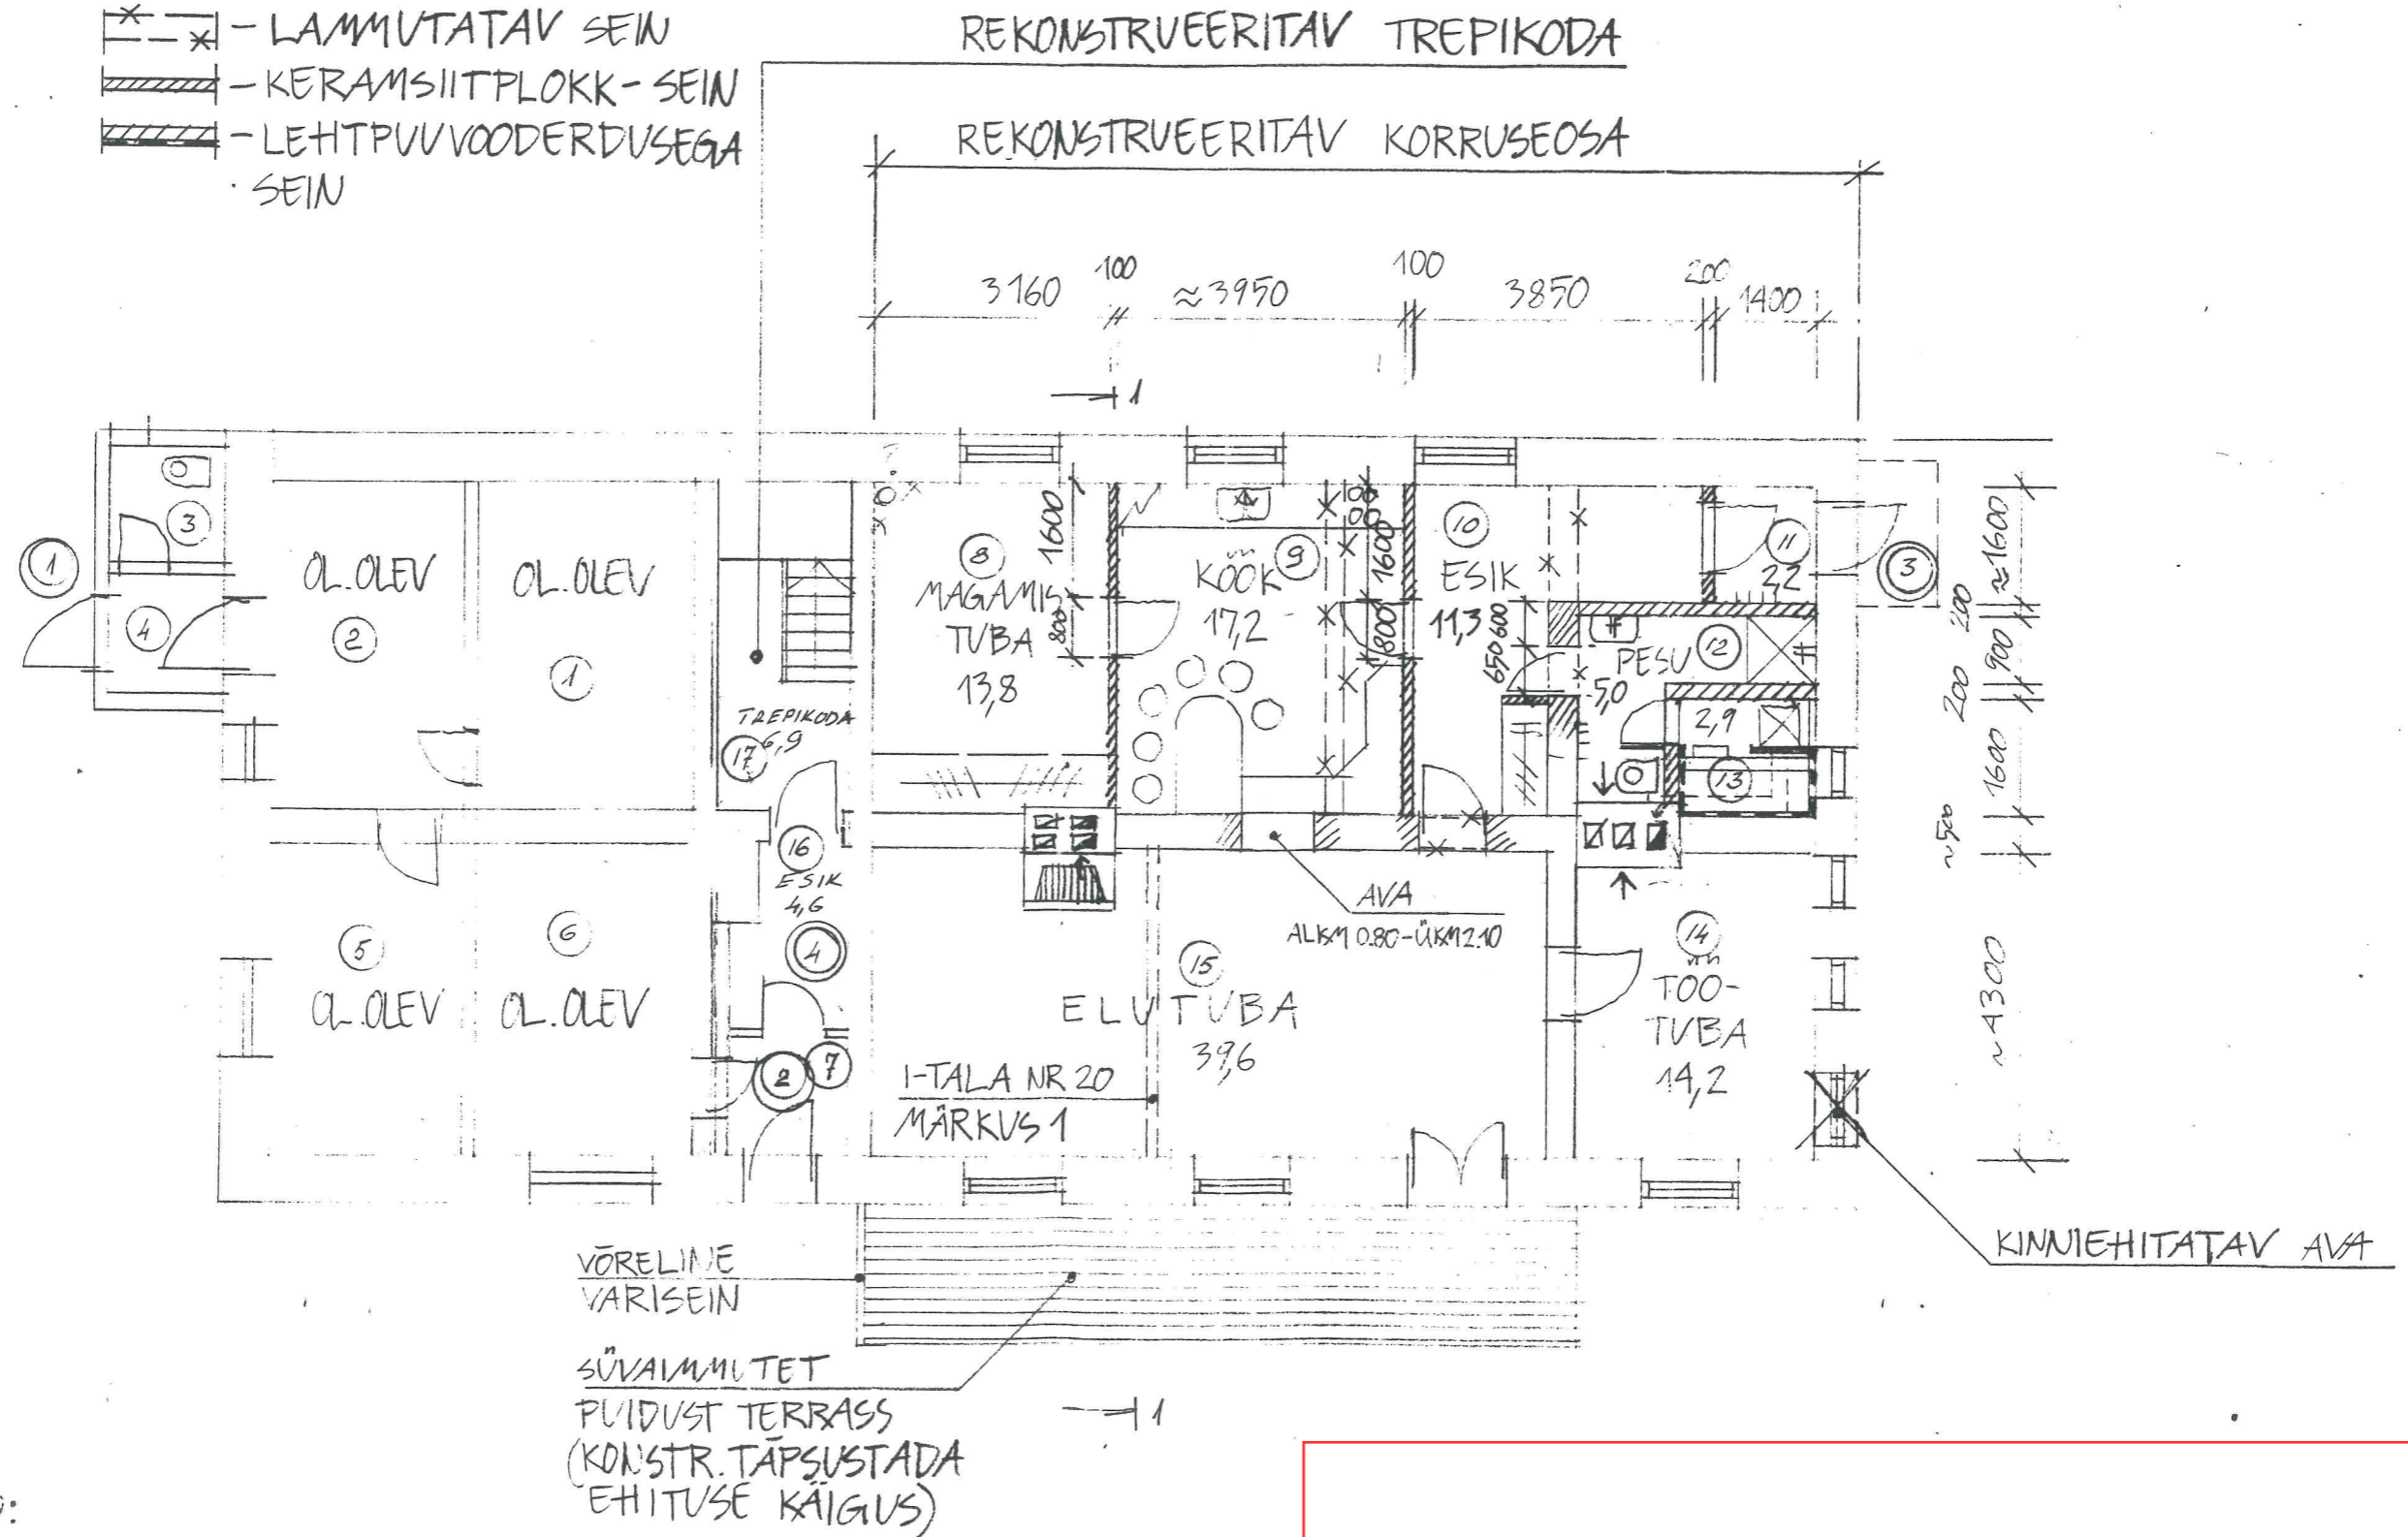 - LAMMUTATAV SEIN
- KERAMSIITPLOKK- SEIN
- LEHTPUUVOODERDUSEGA
SEIN
REKONSTRUEERITAV TREPIKODA
REKONSTRUEERITAV KORRUSEOSA
3160 100 ≈3950 100 3850 200 1400
1
3
1
4
OL.OLEV
2
OL.OLEV
1
TREPIKODA
17 6,9
8
MAGAMIS
TUBA
13,8
1600
800
KÖÖK 9
17,2
100
1600
800
10
ESIK
11,3
600
650
11
2,2
3
PESU 12
5,0
2,9
13
≈1600
200
900
200
1600
~500
~4300
16
ESIK
4,6
4
5
OL.OLEV
6
OL.OLEV
2
7
AVA
ALKM 0.80-ÜKM 2.10
15
ELUTUBA
39,6
I-TALA NR 20
MÄRKUS 1
14
TÖÖ-
TUBA
14,2
KINNIEHITATAV AVA
VÕRELINE
VARISEIN
SÜVAIMMUTET
PUIDUST TERRASS
(KONSTR. TÄPSUSTADA
EHITUSE KÄIGUS)
1